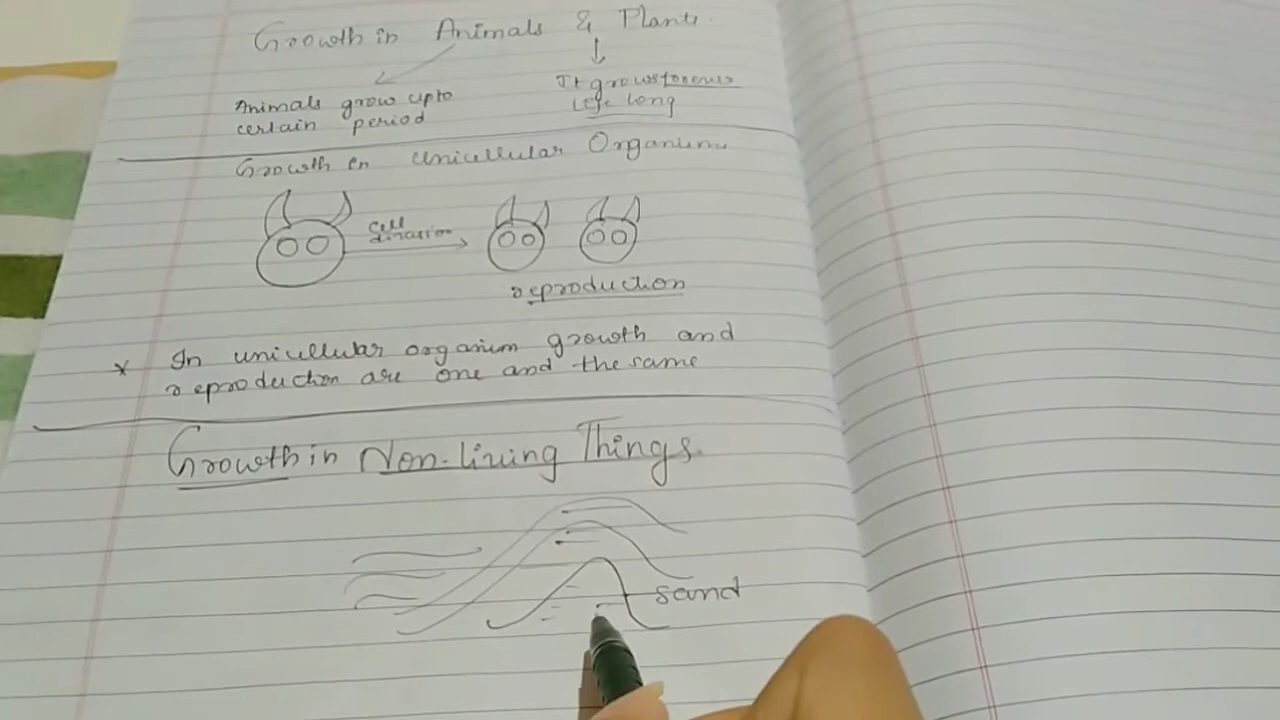 Growth in Animals & Plants.
Animals grow upto
certain period
It grows forever
life long
Growth in unicellular Organism
Cell
division
reproduction
x In unicellular organism growth and
reproduction are one and the same
Growth in Non-living Things.
sand